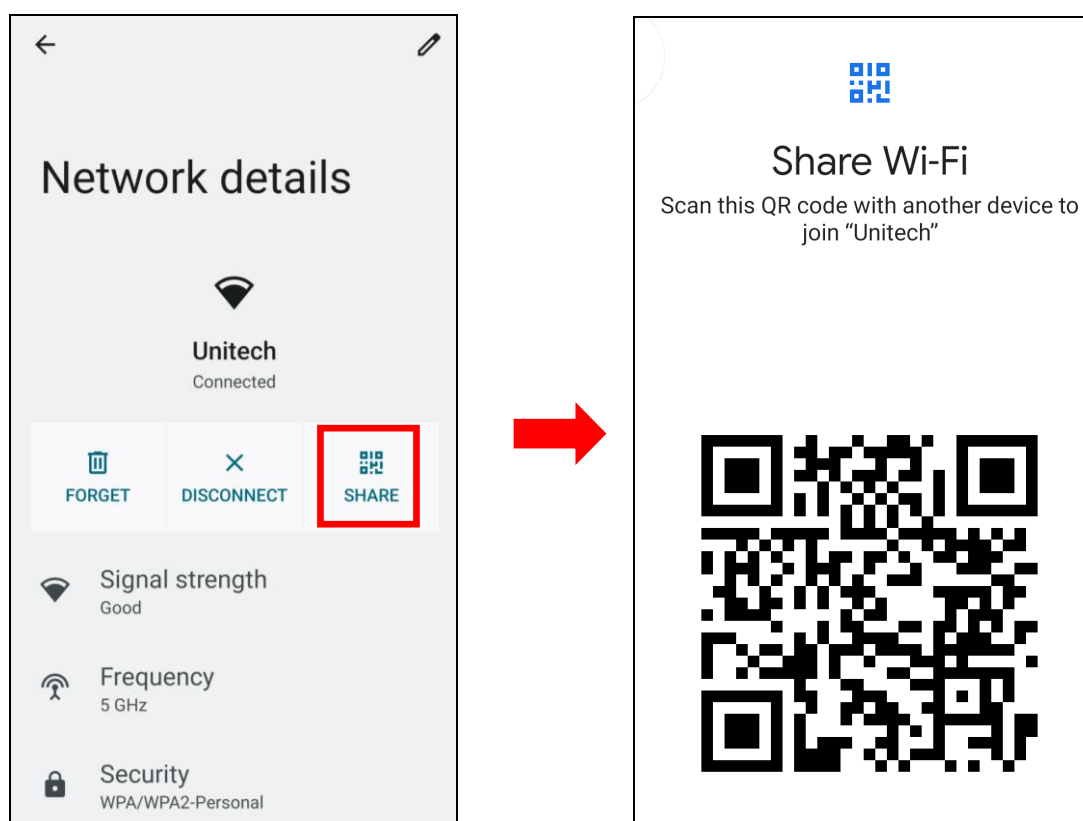 Network details
Unitech
Connected
FORGET
DISCONNECT
SHARE
Signal strength
Good
Frequency
5 GHz
Security
WPA/WPA2-Personal
Share Wi-Fi
Scan this QR code with another device to
join “Unitech”